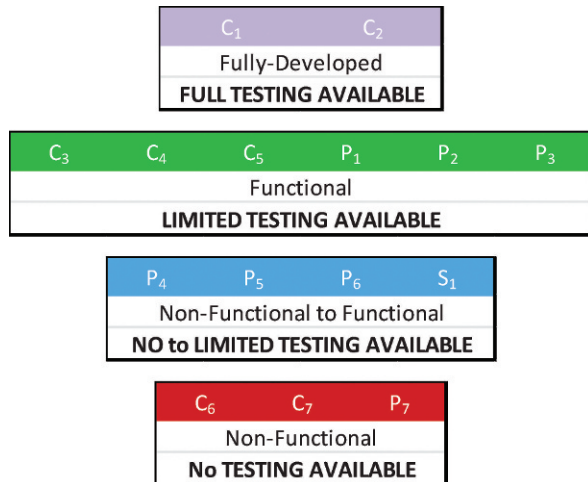 C₁ C₂
Fully-Developed
FULL TESTING AVAILABLE
C₃ C₄ C₅ P₁ P₂ P₃
Functional
LIMITED TESTING AVAILABLE
P₄ P₅ P₆ S₁
Non-Functional to Functional
NO to LIMITED TESTING AVAILABLE
C₆ C₇ P₇
Non-Functional
No TESTING AVAILABLE